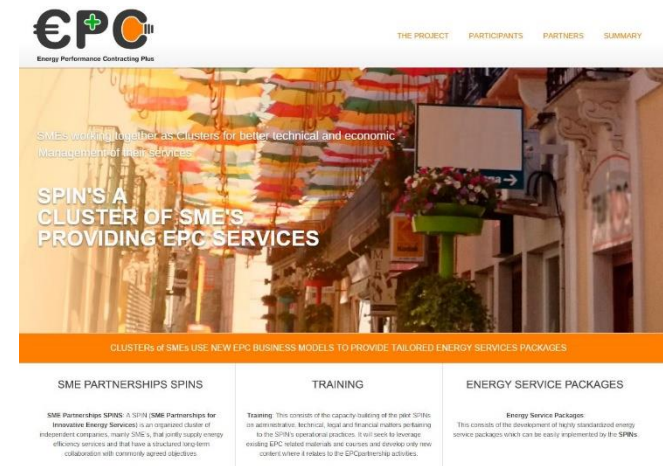 €PC
Energy Performance Contracting Plus
THE PROJECT PARTICIPANTS PARTNERS SUMMARY
SMEs working together as Clusters for better technical and economic
Management of their services
SPIN'S A
CLUSTER OF SME'S,
PROVIDING EPC SERVICES
CLUSTERs of SMEs USE NEW EPC BUSINESS MODELS TO PROVIDE TAILORED ENERGY SERVICES PACKAGES
SME PARTNERSHIPS SPINS
SME Partnerships SPINS: A SPIN (SME Partnerships for
Innovative Energy Services) is an organized cluster of
independent companies, mainly SME's, that jointly supply energy
efficiency services and that have a structured long-term
collaboration with commonly agreed objectives
TRAINING
Training: This consists of the capacity-building of the pilot SPINs
on administrative, technical, legal and financial matters pertaining
to the SPIN's operational practices. It will seek to leverage
existing EPC related materials and courses and develop only new
content where it relates to the EPCpartnership activities.
ENERGY SERVICE PACKAGES
Energy Service Packages:
This consists of the development of highly standardized energy
service packages which can be easily implemented by the SPINs.